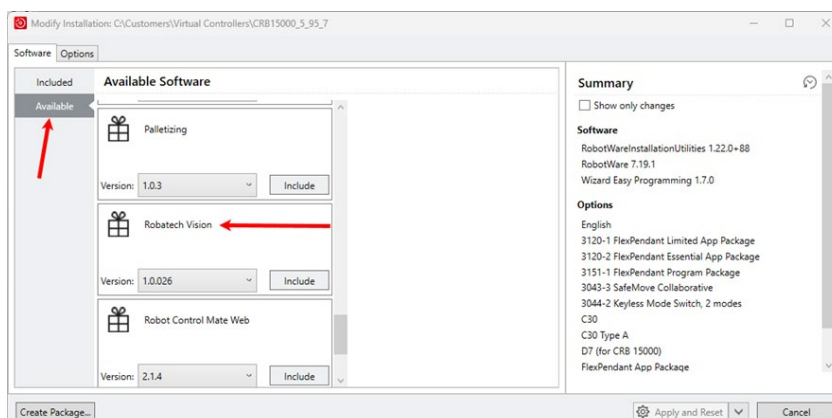 Modify Installation: C:\Customers\Virtual Controllers\CRB15000_5_95_7
Software
Options
Included
Available
Available Software
Palletizing
Version:
1.0.3
Include
Robatech Vision
Version:
1.0.026
Include
Robot Control Mate Web
Version:
2.1.4
Include
Summary
Show only changes
Software
RobotWareInstallationUtilities 1.22.0+88
RobotWare 7.19.1
Wizard Easy Programming 1.7.0
Options
English
3120-1 FlexPendant Limited App Package
3120-2 FlexPendant Essential App Package
3151-1 FlexPendant Program Package
3043-3 SafeMove Collaborative
3044-2 Keyless Mode Switch, 2 modes
C30
C30 Type A
D7 (for CRB 15000)
FlexPendant App Package
Create Package...
Apply and Reset
Cancel